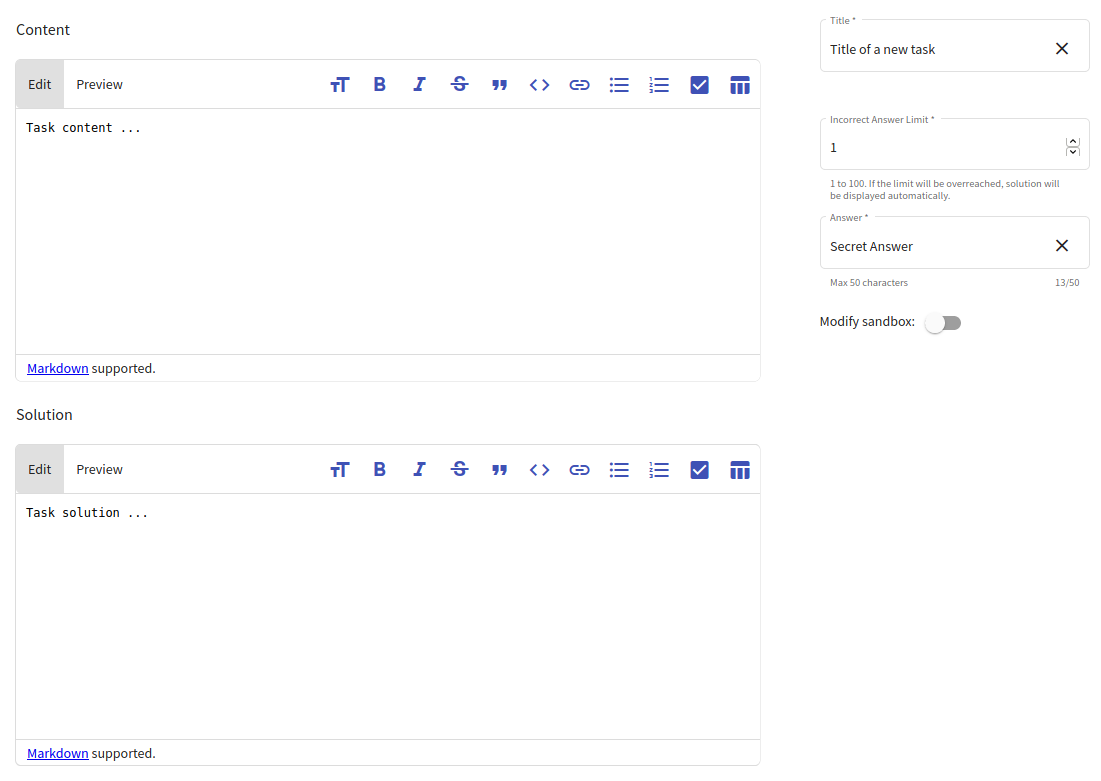 Content
Edit Preview
Task content ...
Markdown supported.
Solution
Edit Preview
Task solution ...
Markdown supported.
Title *
Title of a new task
Incorrect Answer Limit *
1
1 to 100. If the limit will be overreached, solution will
be displayed automatically.
Answer *
Secret Answer
Max 50 characters 13/50
Modify sandbox: